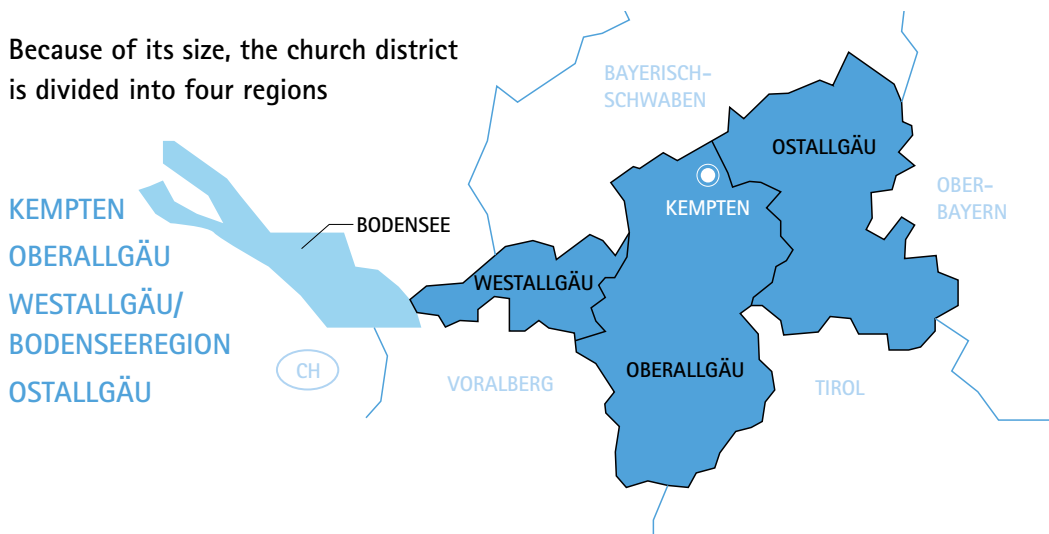 Because of its size, the church district
is divided into four regions
KEMPTEN
OBERALLGÄU
WESTALLGÄU/
BODENSEEREGION
OSTALLGÄU
BODENSEE
CH
BAYERISCH-
SCHWABEN
OSTALLGÄU
OBER-
BAYERN
KEMPTEN
WESTALLGÄU
OBERALLGÄU
VORALBERG
TIROL